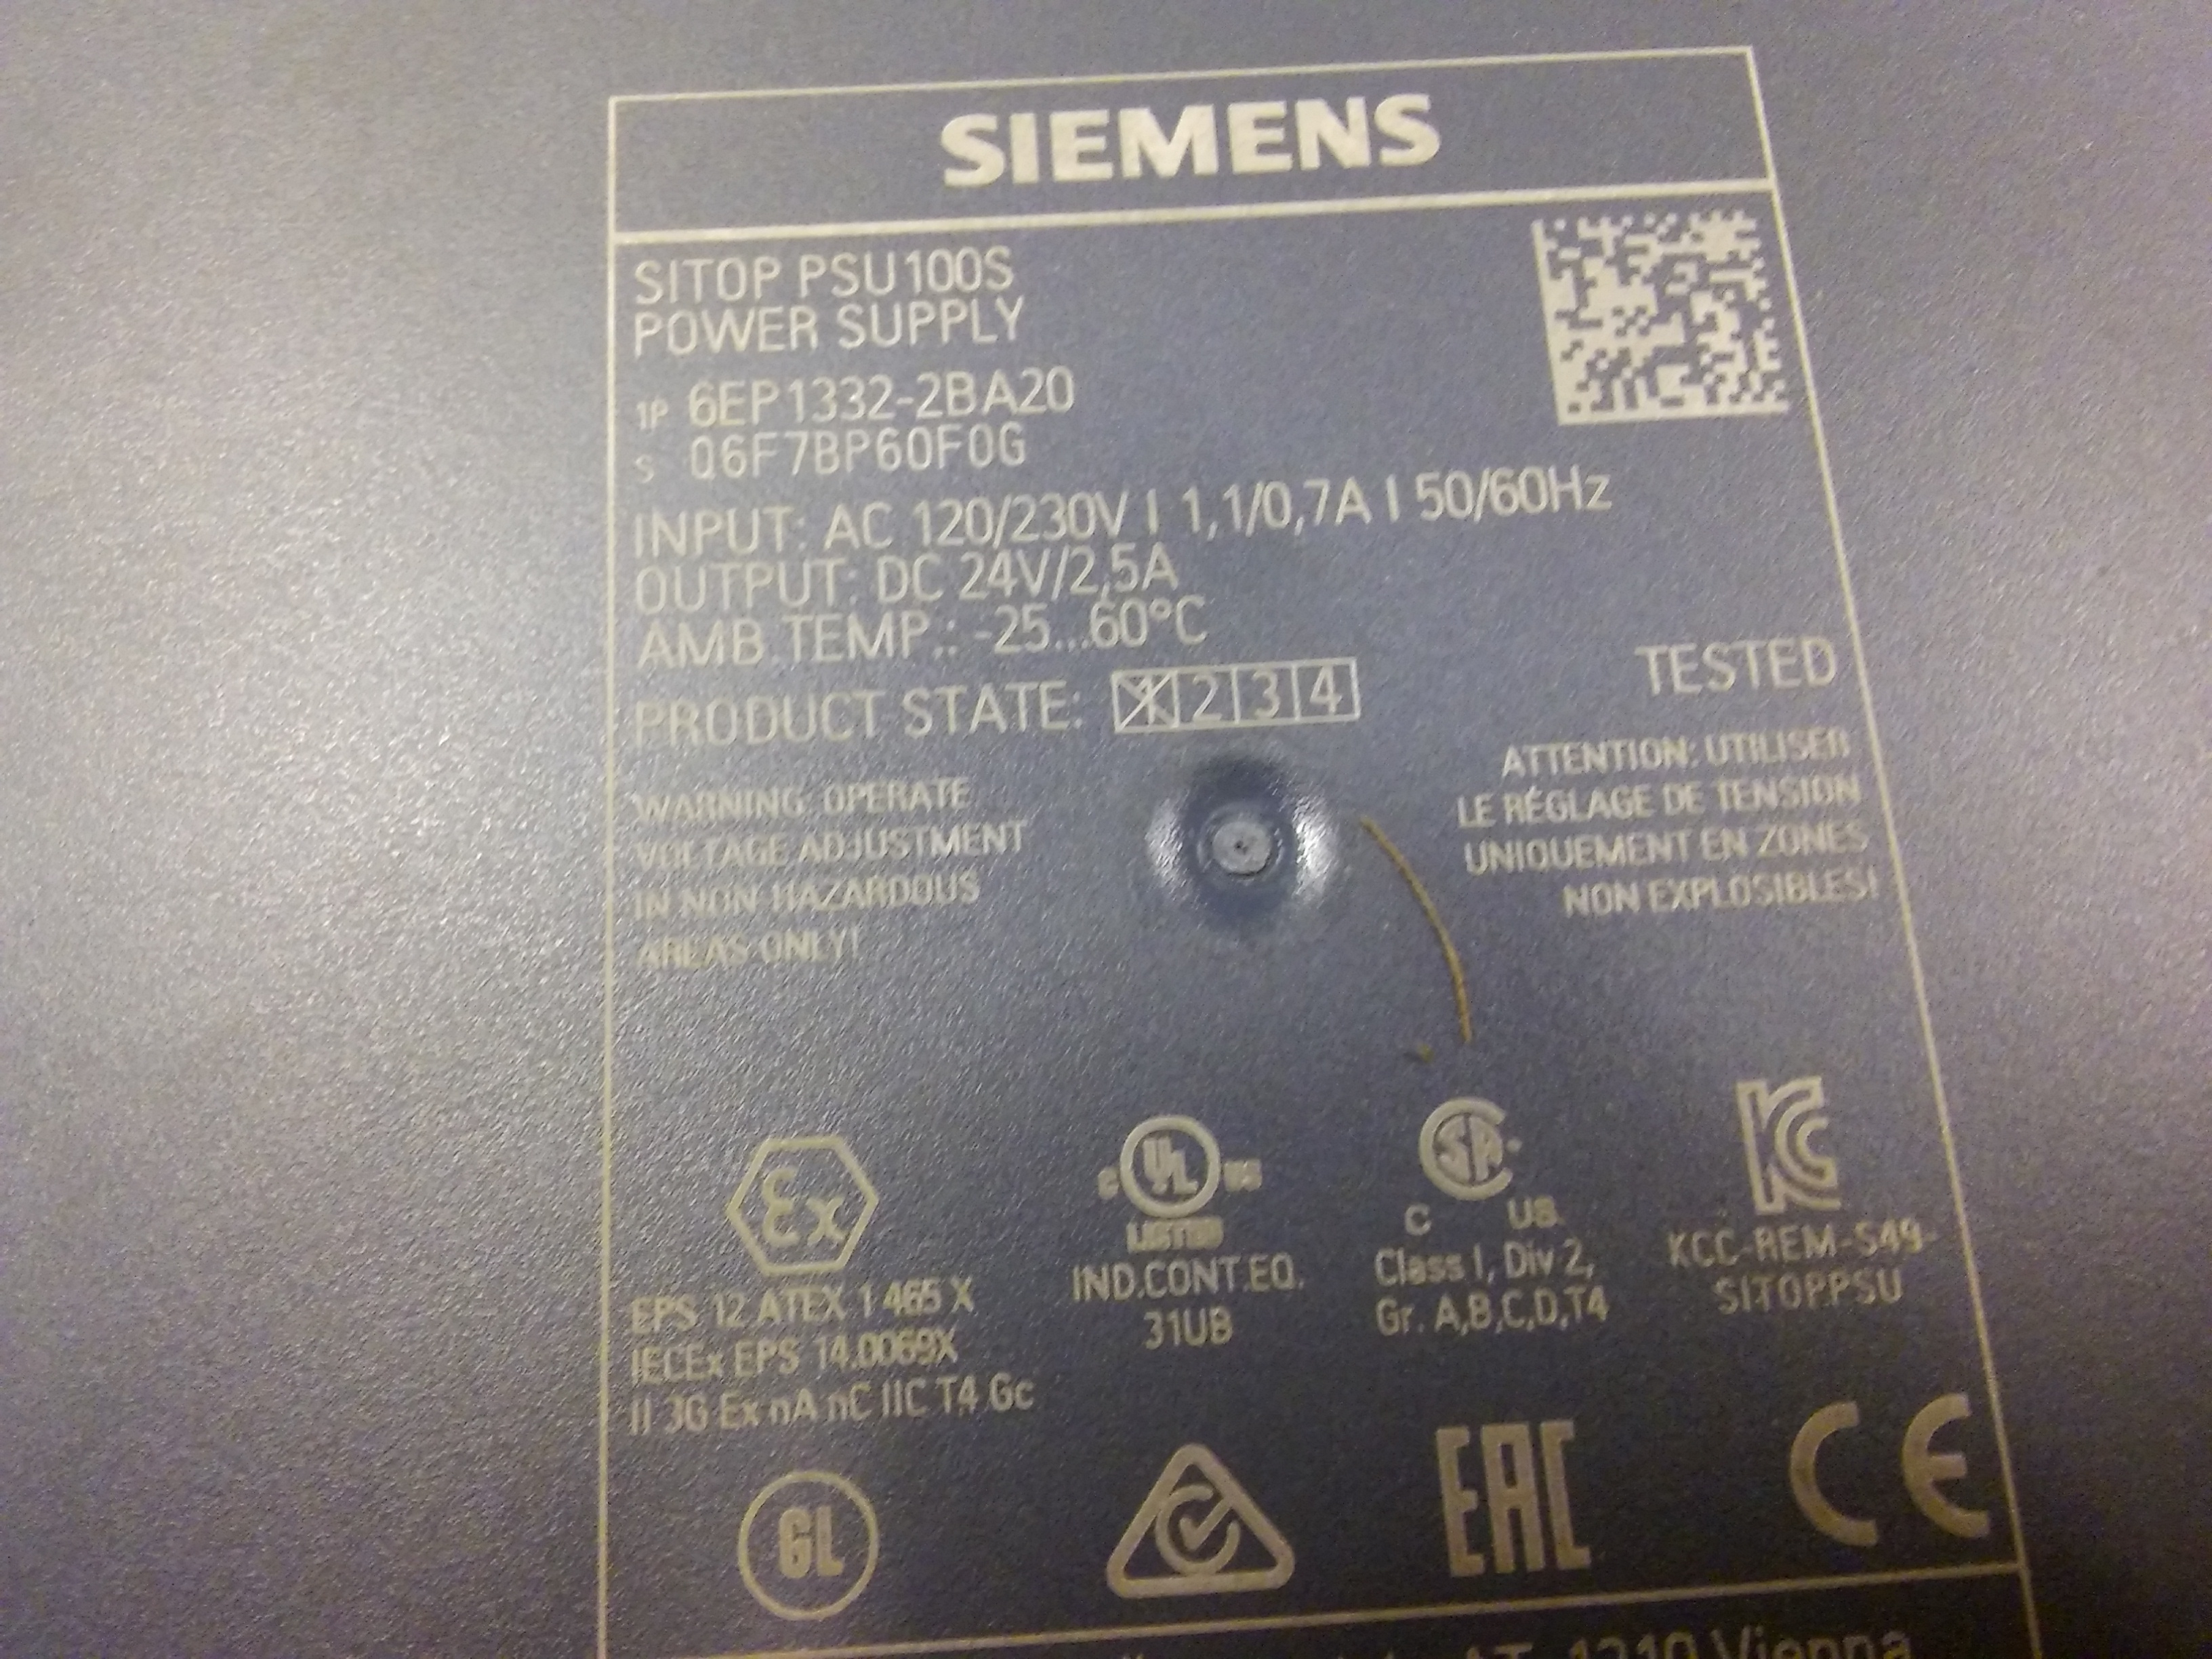 SIEMENS
SITOP PSU100S
POWER SUPPLY
1P 6EP1332-2BA20
S Q6F7BP60F0G
INPUT: AC 120/230V | 1,1/0,7A | 50/60Hz
OUTPUT: DC 24V/2,5A
AMB.TEMP.: -25...60°C
PRODUCT STATE: 1 2 3 4
TESTED
WARNING: OPERATE
VOLTAGE ADJUSTMENT
IN NON HAZARDOUS
AREAS ONLY!
ATTENTION: UTILISER
LE RÉGLAGE DE TENSION
UNIQUEMENT EN ZONES
NON EXPLOSIBLES!
Ex
EPS 12 ATEX 1 465 X
IECEx EPS 14.0069X
II 3G Ex nA nC IIC T4 Gc
C UL US
LISTED
IND.CONT.EQ.
31UB
SA
C US
Class I, Div 2,
Gr. A,B,C,D,T4
KC
KCC-REM-S49-
SITOPPSU
GL
EAC
CE
AT-1210 Vienna